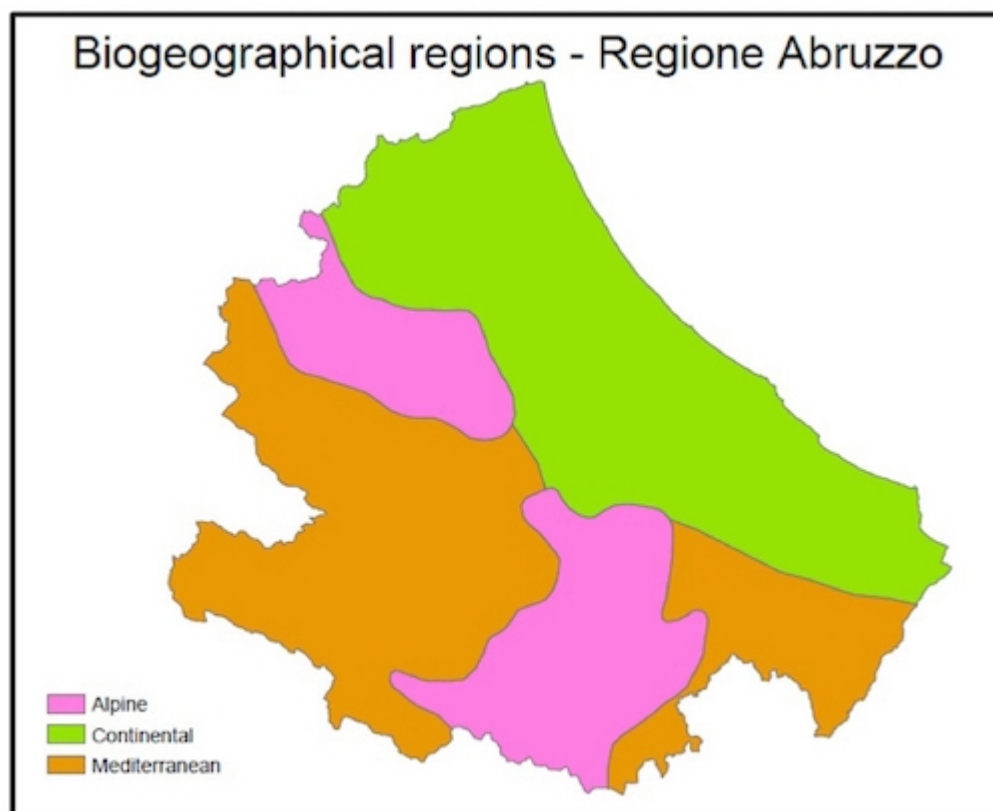 Biogeographical regions - Regione Abruzzo
Alpine
Continental
Mediterranean